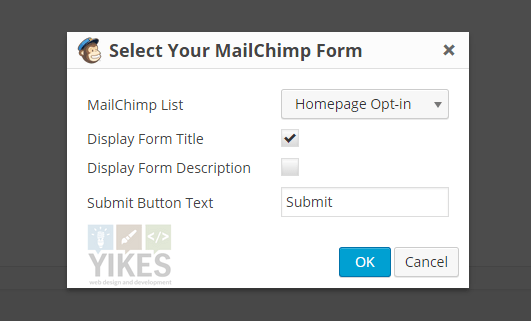 Select Your MailChimp Form
MailChimp List
Homepage Opt-in
Display Form Title
Display Form Description
Submit Button Text
Submit
</>
YIKES
web design and development
OK
Cancel